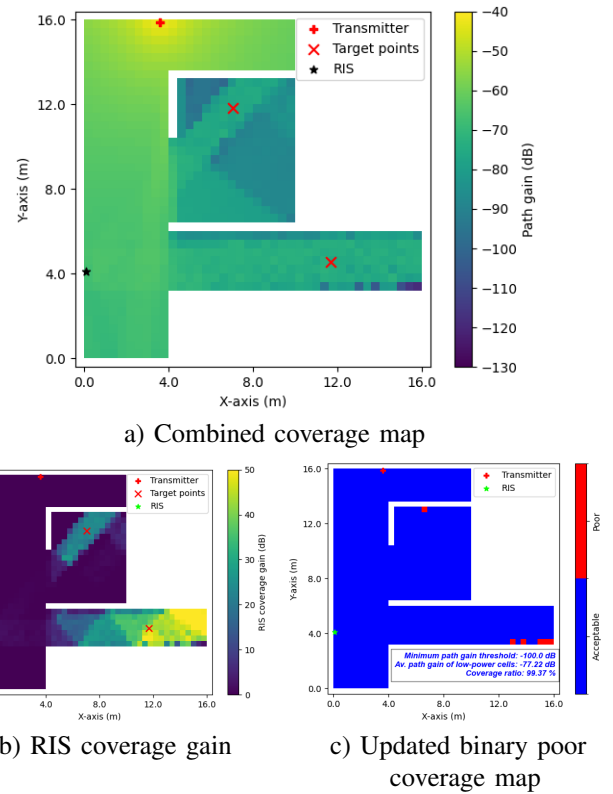 16.0
12.0
8.0
4.0
0.0
Y-axis (m)
0.0 4.0 8.0 12.0 16.0
X-axis (m)
Transmitter
Target points
RIS
−40
−50
−60
−70
−80
−90
−100
−110
−120
−130
Path gain (dB)
a) Combined coverage map
Transmitter
Target points
RIS
4.0 8.0 12.0 16.0
X-axis (m)
50
40
30
20
10
0
RIS coverage gain (dB)
b) RIS coverage gain
16.0
12.0
8.0
4.0
0.0
Y-axis (m)
Transmitter
RIS
Minimum path gain threshold: -100.0 dB
Av. path gain of low-power cells: -77.22 dB
Coverage ratio: 99.37 %
0.0 4.0 8.0 12.0 16.0
X-axis (m)
Poor
Acceptable
c) Updated binary poor
coverage map